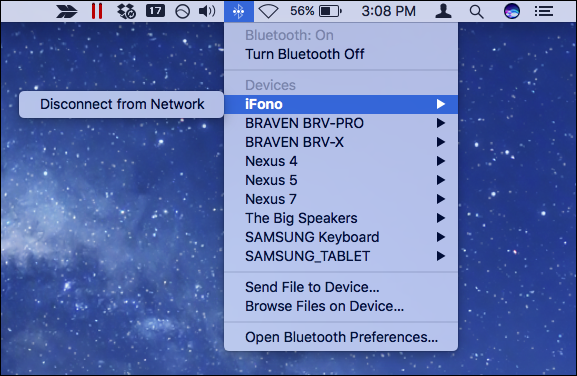 17
56%
3:08 PM
Bluetooth: On
Turn Bluetooth Off
Devices
Disconnect from Network
iFono
BRAVEN BRV-PRO
BRAVEN BRV-X
Nexus 4
Nexus 5
Nexus 7
The Big Speakers
SAMSUNG Keyboard
SAMSUNG_TABLET
Send File to Device...
Browse Files on Device...
Open Bluetooth Preferences...